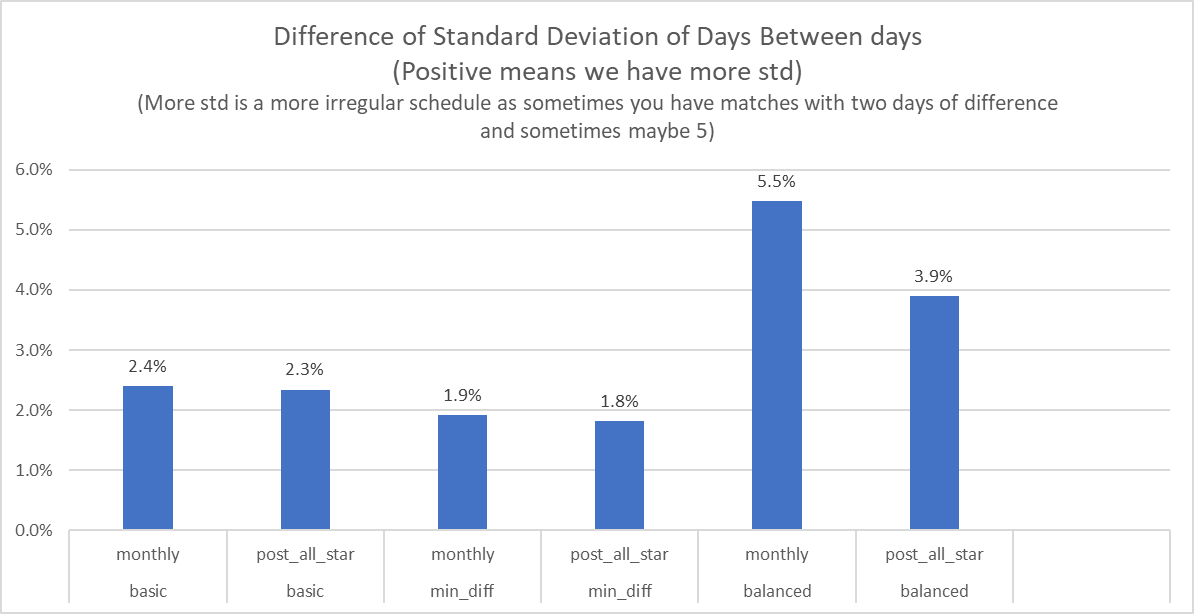 Difference of Standard Deviation of Days Between days
(Positive means we have more std)
(More std is a more irregular schedule as sometimes you have matches with two days of difference
and sometimes maybe 5)
6.0%
5.0%
4.0%
3.0%
2.0%
1.0%
0.0%
2.4%
2.3%
1.9%
1.8%
5.5%
3.9%
monthly post_all_star monthly post_all_star monthly post_all_star
basic basic min_diff min_diff balanced balanced